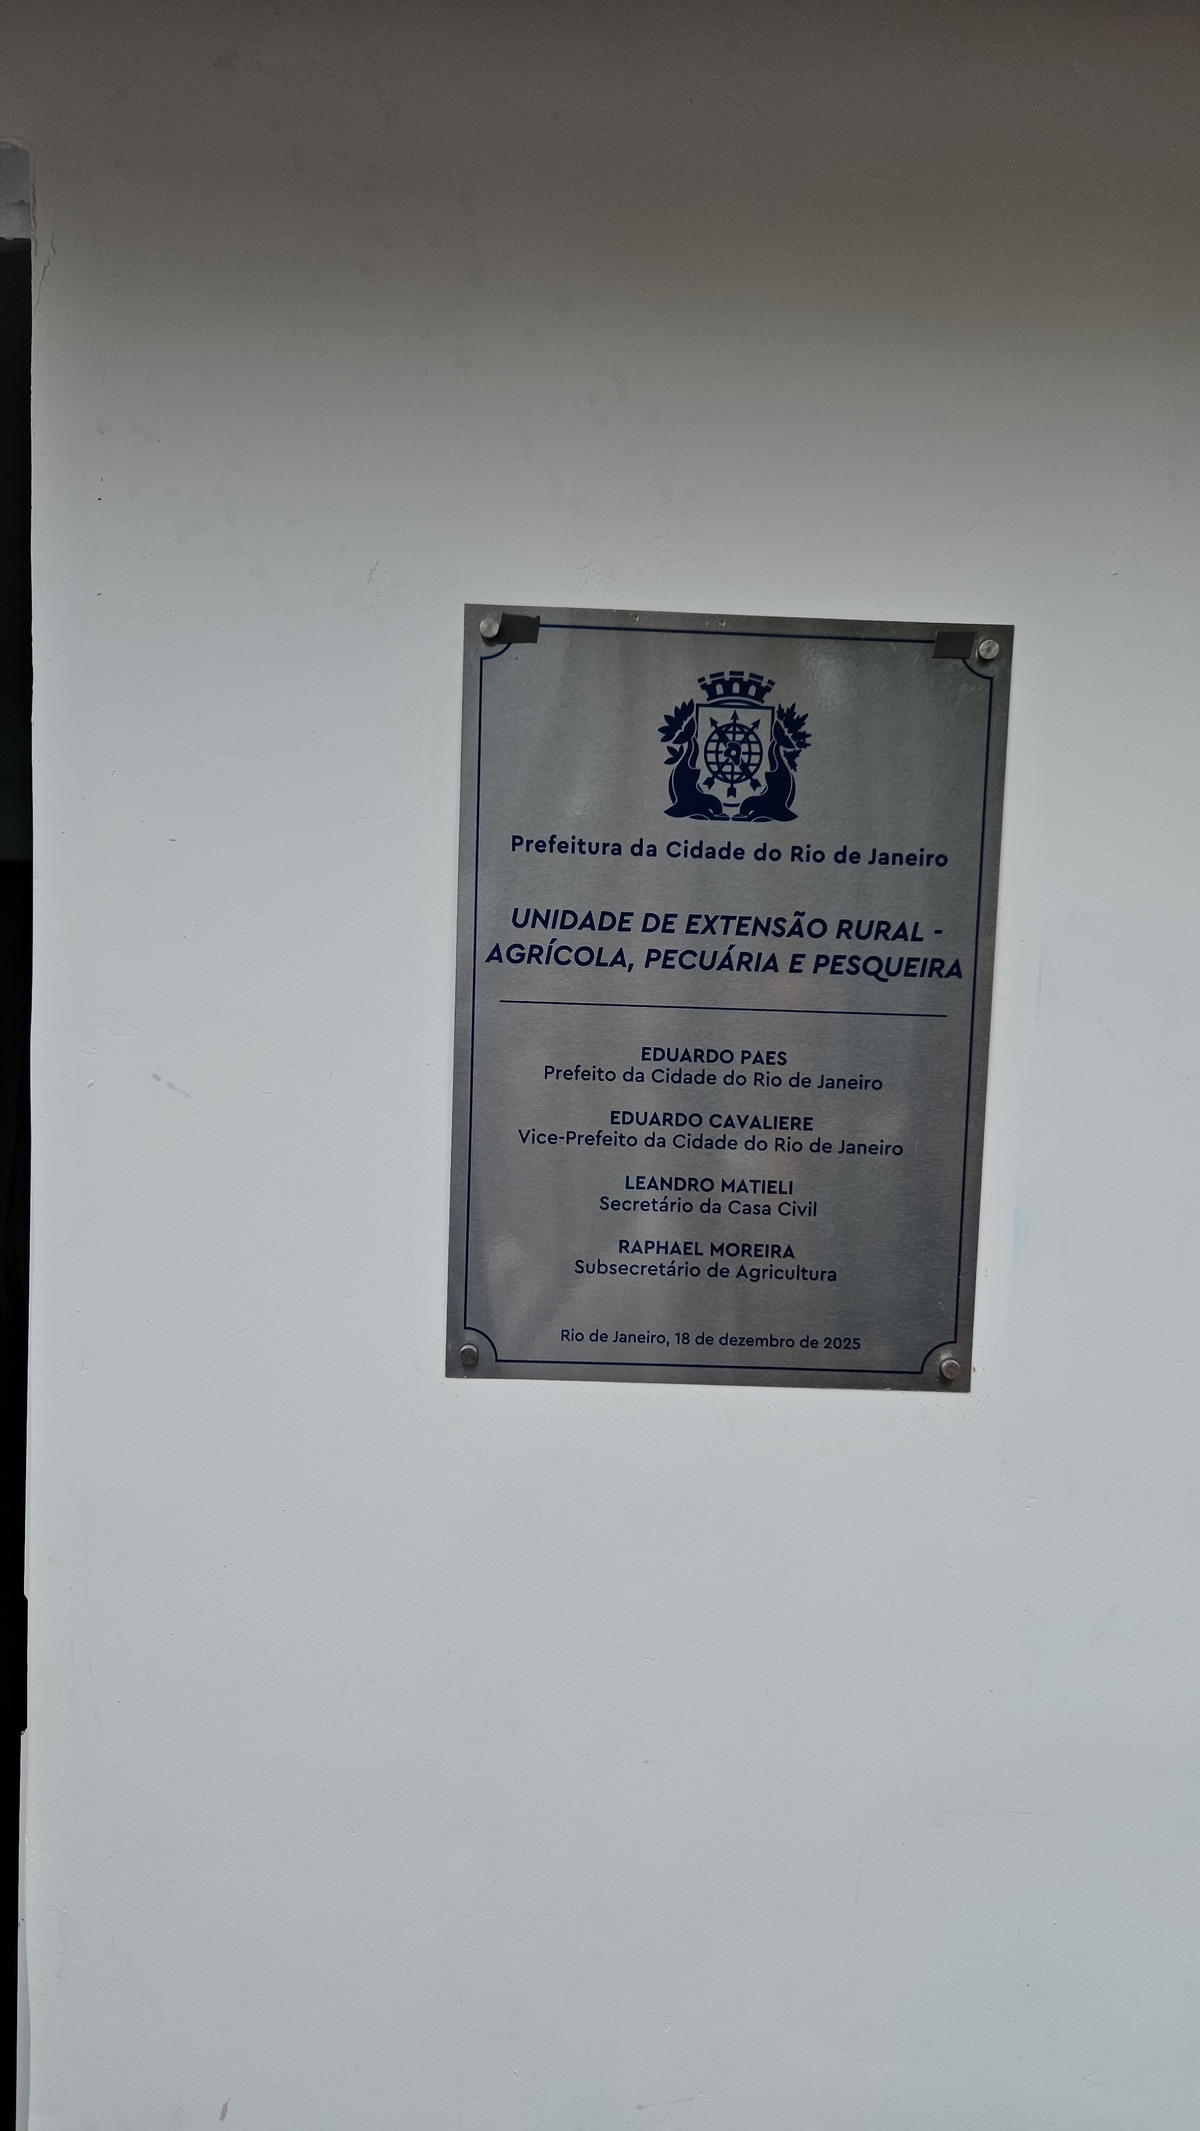 Prefeitura da Cidade do Rio de Janeiro
UNIDADE DE EXTENSÃO RURAL -
AGRÍCOLA, PECUÁRIA E PESQUEIRA
EDUARDO PAES
Prefeito da Cidade do Rio de Janeiro
EDUARDO CAVALIERE
Vice-Prefeito da Cidade do Rio de Janeiro
LEANDRO MATIELI
Secretário da Casa Civil
RAPHAEL MOREIRA
Subsecretário de Agricultura
Rio de Janeiro, 18 de dezembro de 2025